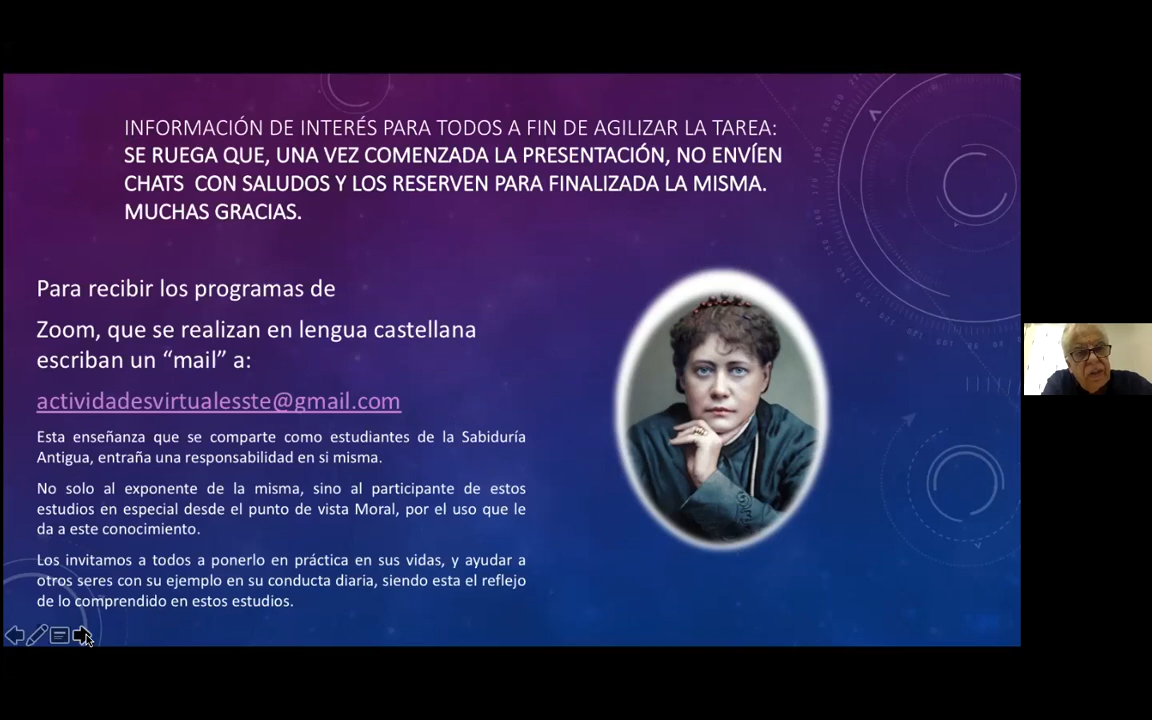 INFORMACIÓN DE INTERÉS PARA TODOS A FIN DE AGILIZAR LA TAREA:
SE RUEGA QUE, UNA VEZ COMENZADA LA PRESENTACIÓN, NO ENVÍEN
CHATS CON SALUDOS Y LOS RESERVEN PARA FINALIZADA LA MISMA.
MUCHAS GRACIAS.
Para recibir los programas de
Zoom, que se realizan en lengua castellana
escriban un “mail” a:
actividadesvirtualesste@gmail.com
Esta enseñanza que se comparte como estudiantes de la Sabiduría
Antigua, entraña una responsabilidad en si misma.
No solo al exponente de la misma, sino al participante de estos
estudios en especial desde el punto de vista Moral, por el uso que le
da a este conocimiento.
Los invitamos a todos a ponerlo en práctica en sus vidas, y ayudar a
otros seres con su ejemplo en su conducta diaria, siendo esta el reflejo
de lo comprendido en estos estudios.